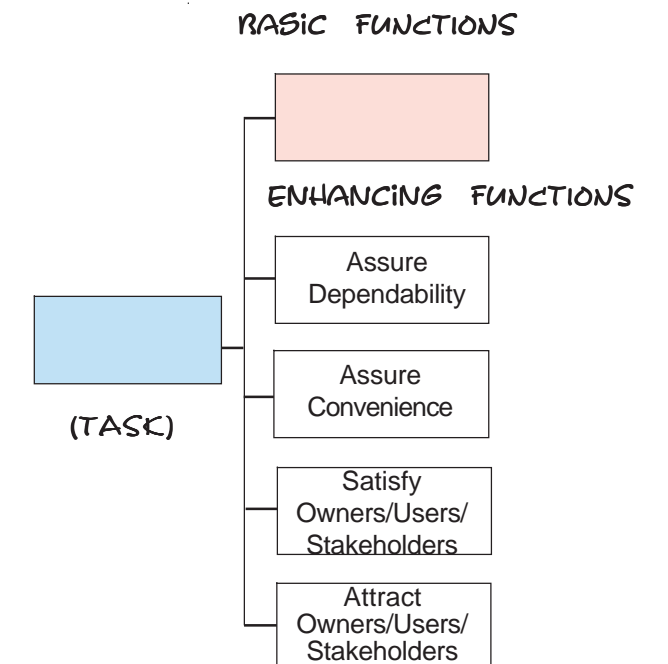 BASIC FUNCTIONS
ENHANCING FUNCTIONS
Assure
Dependability
Assure
Convenience
(TASK)
Satisfy
Owners/Users/
Stakeholders
Attract
Owners/Users/
Stakeholders